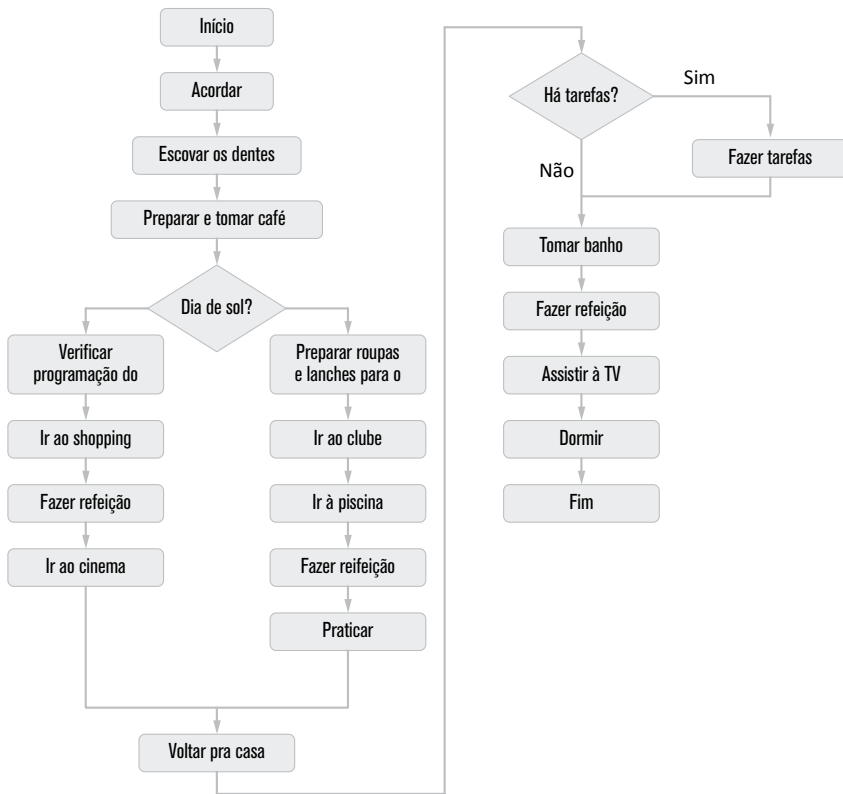 Início
Acordar
Escovar os dentes
Preparar e tomar café
Dia de sol?
Verificar
programação do
Ir ao shopping
Fazer refeição
Ir ao cinema
Preparar roupas
e lanches para o
Ir ao clube
Ir à piscina
Fazer reifeição
Praticar
Voltar pra casa
Há tarefas?
Sim
Fazer tarefas
Não
Tomar banho
Fazer refeição
Assistir à TV
Dormir
Fim